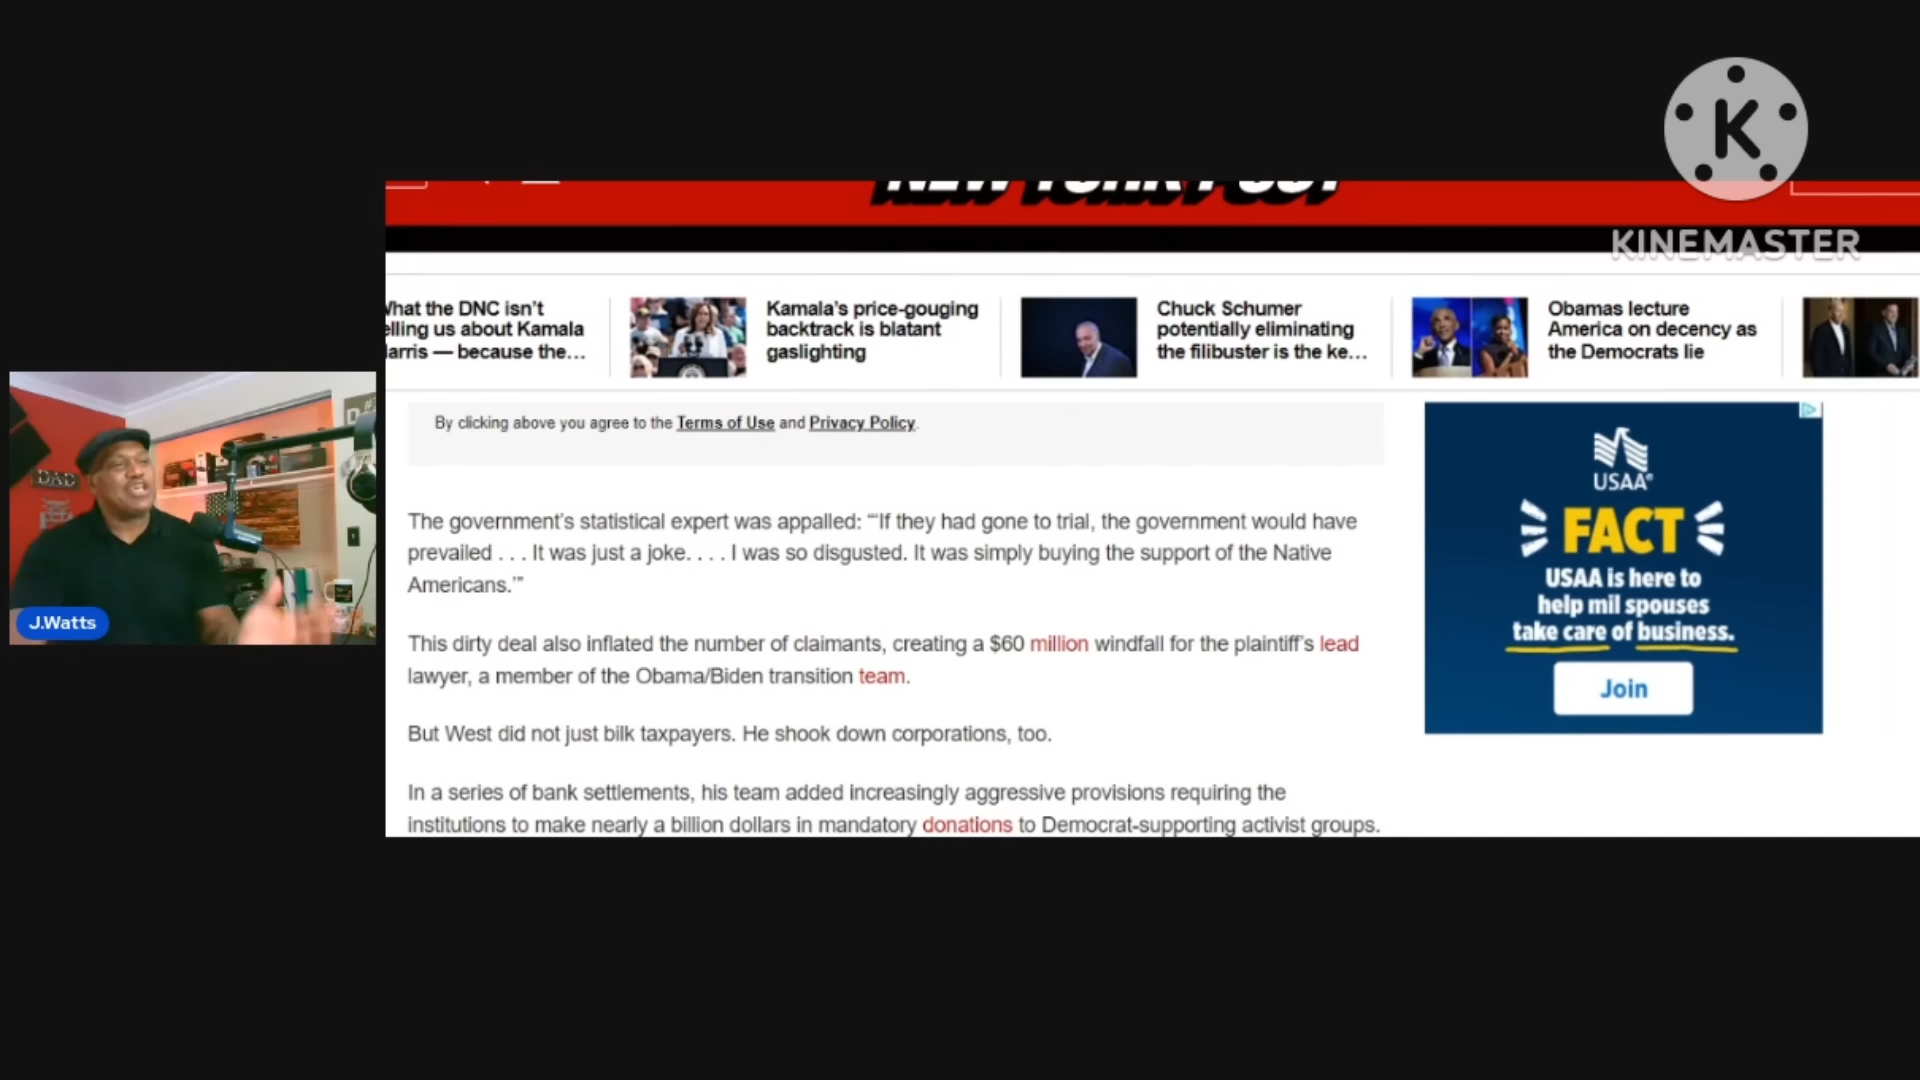 NEW YORK POST
KINEMASTER
What the DNC isn't
telling us about Kamala
Harris — because the...
Kamala's price-gouging
backtrack is blatant
gaslighting
Chuck Schumer
potentially eliminating
the filibuster is the ke...
Obamas lecture
America on decency as
the Democrats lie
By clicking above you agree to the Terms of Use and Privacy Policy.
USAA®
FACT
USAA is here to
help mil spouses
take care of business.
Join
DAD
J.Watts
The government's statistical expert was appalled: "'If they had gone to trial, the government would have
prevailed . . . It was just a joke. . . . I was so disgusted. It was simply buying the support of the Native
Americans.'"
This dirty deal also inflated the number of claimants, creating a $60 million windfall for the plaintiff's lead
lawyer, a member of the Obama/Biden transition team.
But West did not just bilk taxpayers. He shook down corporations, too.
In a series of bank settlements, his team added increasingly aggressive provisions requiring the
institutions to make nearly a billion dollars in mandatory donations to Democrat-supporting activist groups.